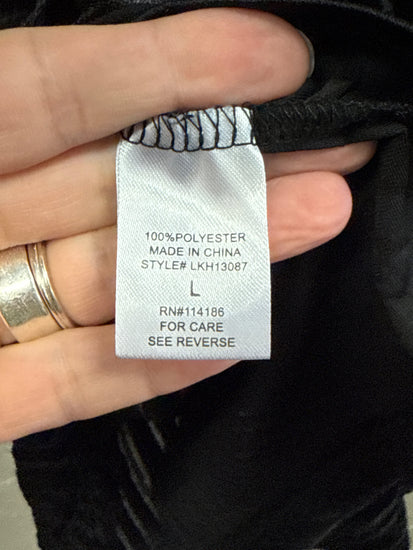 100%POLYESTER
MADE IN CHINA
STYLE# LKH13087
L
RN#114186
FOR CARE
SEE REVERSE